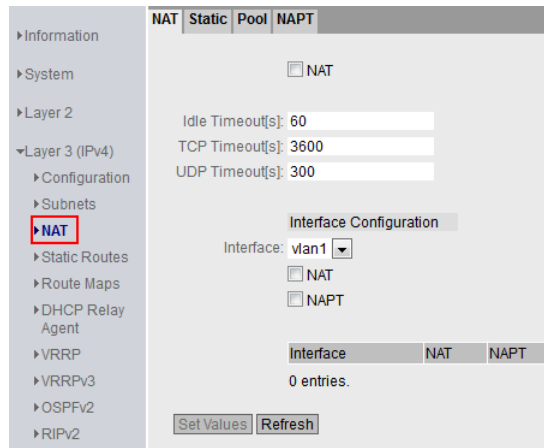 Information
System
Layer 2
Layer 3 (IPv4)
Configuration
Subnets
NAT
Static Routes
Route Maps
DHCP Relay
Agent
VRRP
VRRPv3
OSPFv2
RIPv2
NAT Static Pool NAPT
NAT
Idle Timeout[s]: 60
TCP Timeout[s]: 3600
UDP Timeout[s]: 300
Interface Configuration
Interface: vlan1
NAT
NAPT
Interface NAT NAPT
0 entries.
Set Values Refresh